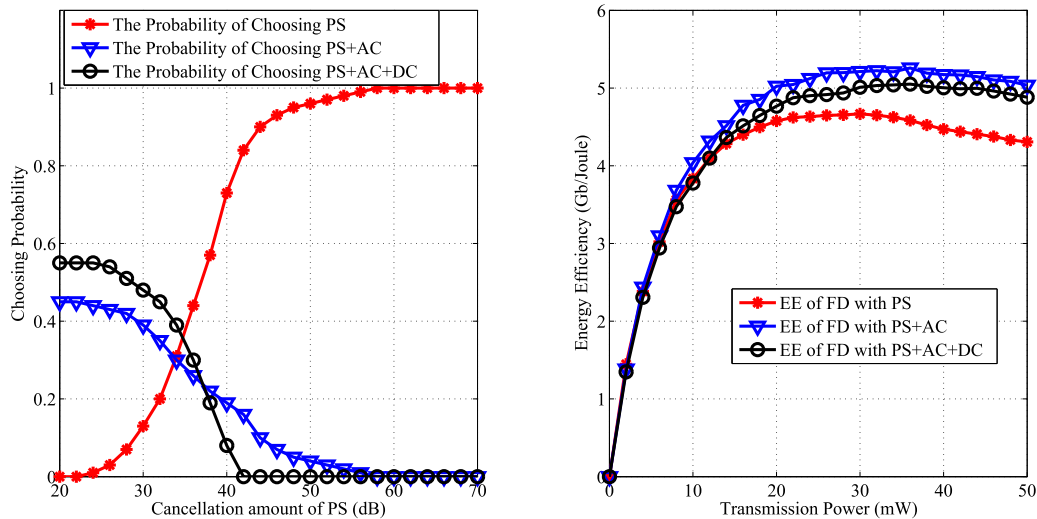 The Probability of Choosing PS
The Probability of Choosing PS+AC
The Probability of Choosing PS+AC+DC
1
0.8
0.6
0.4
0.2
0
20
30
40
50
60
70
Choosing Probability
Cancellation amount of PS (dB)
6
5
4
3
2
1
0
0
10
20
30
40
50
Energy Efficiency (Gb/Joule)
EE of FD with PS
EE of FD with PS+AC
EE of FD with PS+AC+DC
Transmission Power (mW)